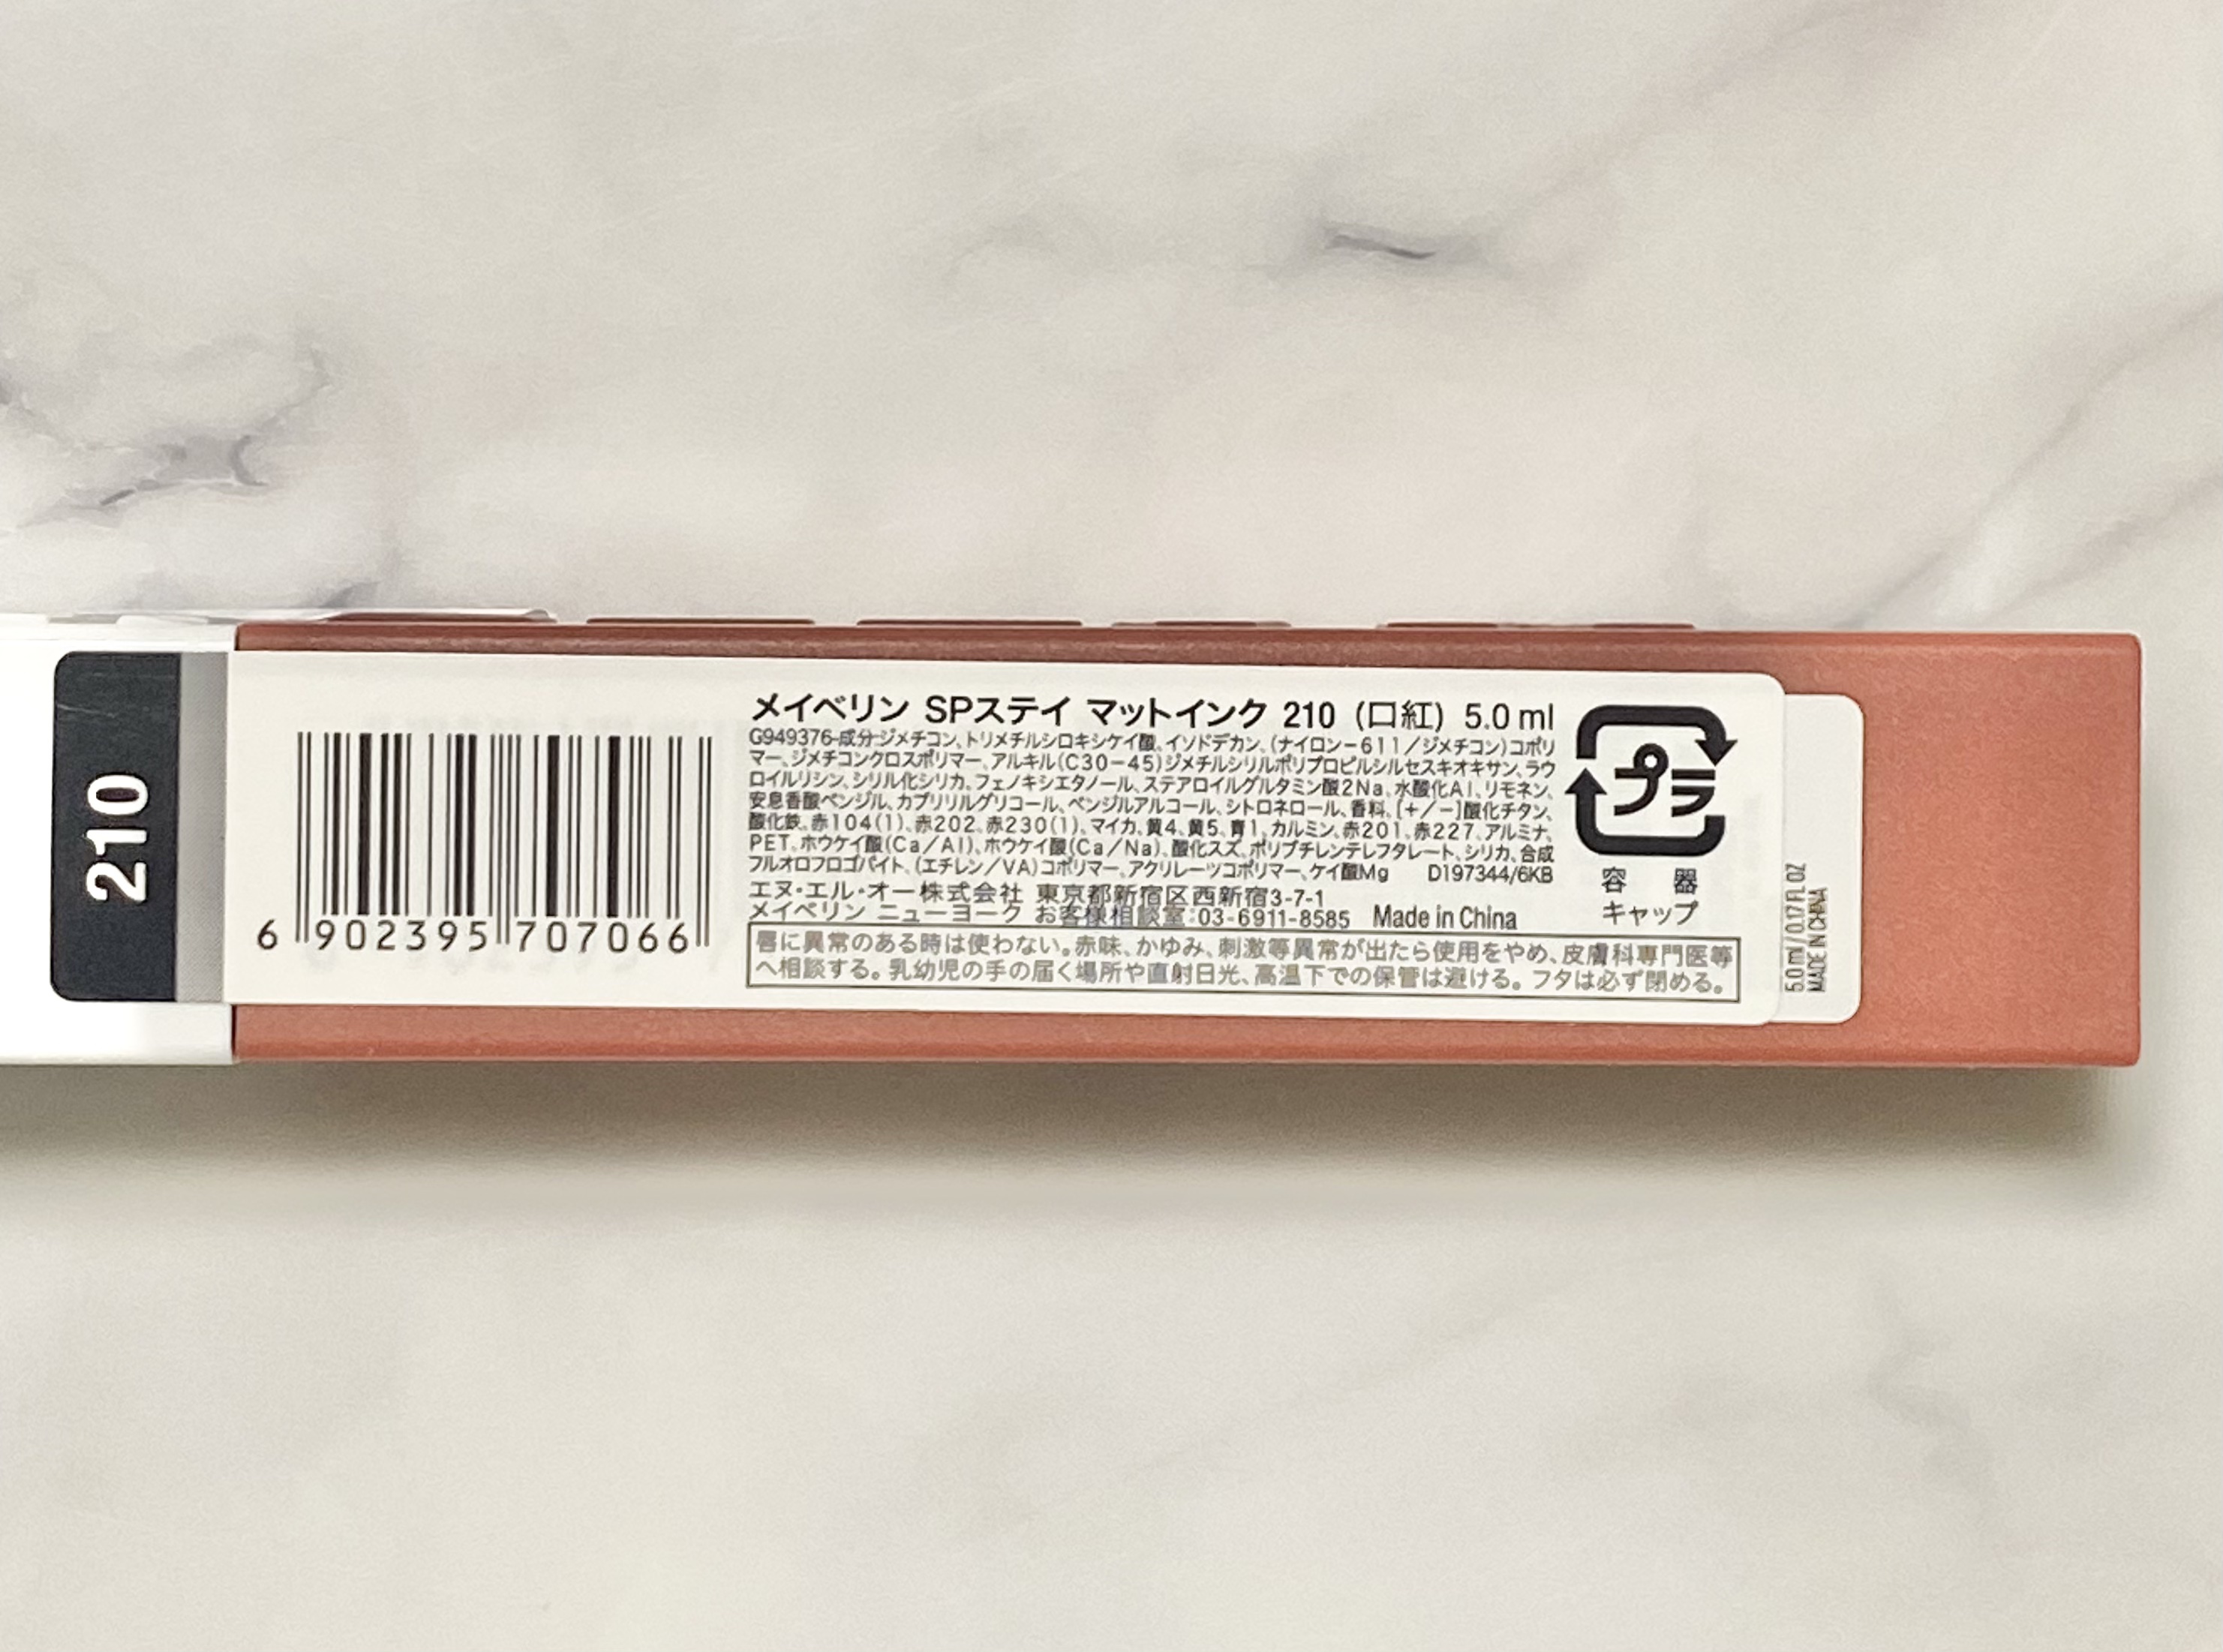 210
6 902395 707066
メイベリン SPステイ マットインク 210 (口紅) 5.0 ml
G949376-成分:ジメチコン、トリメチルシロキシケイ酸、イソドデカン、(ナイロン-611/ジメチコン)コポリ
マー、ジメチコンクロスポリマー、アルキル(C30-45)ジメチルシリルポリプロピルシルセスキオキサン、ラウ
ロイルリシン、シリル化シリカ、フェノキシエタノール、ステアロイルグルタミン酸2Na、水酸化Al、リモネン、
安息香酸ベンジル、カプリリルグリコール、ベンジルアルコール、シトロネロール、香料、[+/-]酸化チタン、
酸化鉄、赤104(1)、赤202、赤230(1)、マイカ、黄4、黄5、青1、カルミン、赤201、赤227、アルミナ、
PET、ホウケイ酸(Ca/Al)、ホウケイ酸(Ca/Na)、酸化スズ、ポリブチレンテレフタレート、シリカ、合成
フルオロフロゴパイト、(エチレン/VA)コポリマー、アクリレーツコポリマー、ケイ酸Mg D197344/6KB
エヌ・エル・オー株式会社 東京都新宿区西新宿3-7-1
メイベリン ニューヨーク お客様相談室:03-6911-8585 Made in China
唇に異常のある時は使わない。赤味、かゆみ、刺激等異常が出たら使用をやめ、皮膚科専門医等
へ相談する。乳幼児の手の届く場所や直射日光、高温下での保管は避ける。フタは必ず閉める。
プラ
容 器
キャップ
5.0 ml / 0.17 FL OZ
MADE IN CHINA